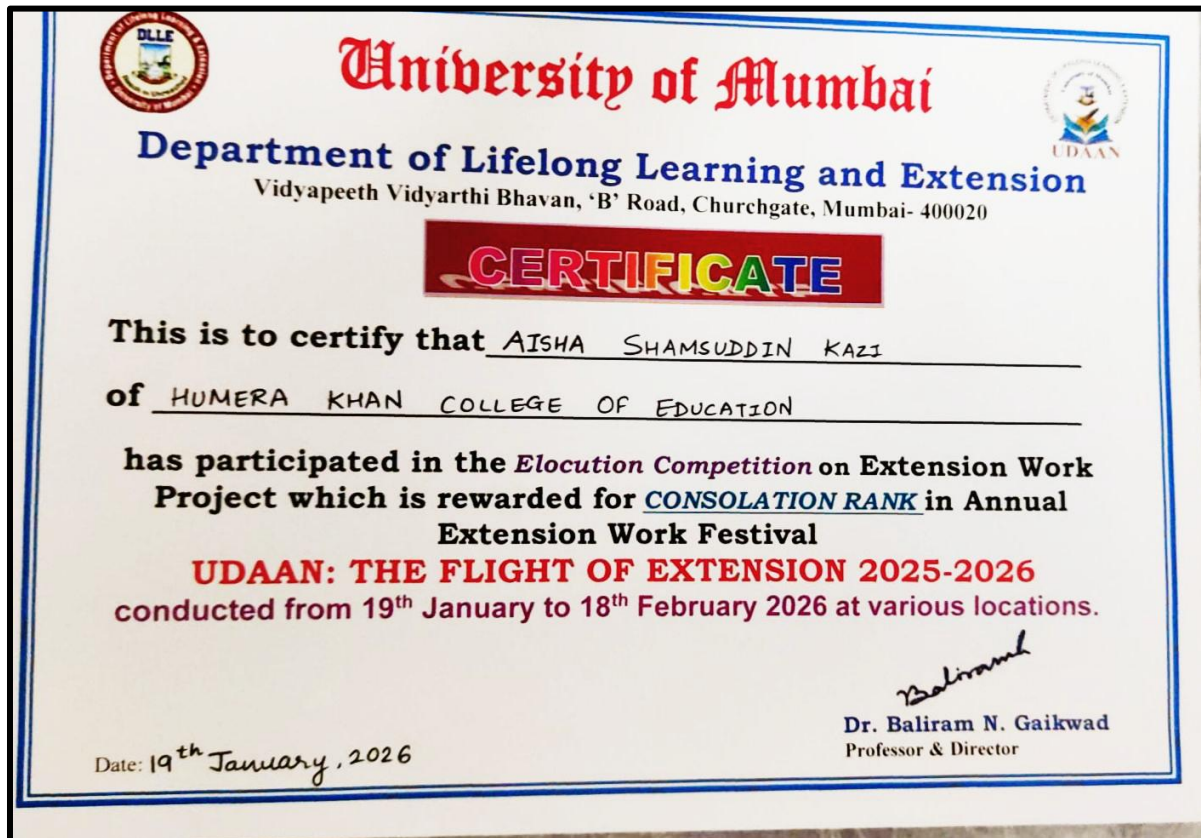 DLLE
University of Mumbai
UDAAN
Department of Lifelong Learning and Extension
Vidyapeeth Vidyarthi Bhavan, ‘B’ Road, Churchgate, Mumbai- 400020
CERTIFICATE
This is to certify that AISHA SHAMSUDDIN KAZI
of HUMERA KHAN COLLEGE OF EDUCATION
has participated in the Elocution Competition on Extension Work
Project which is rewarded for CONSOLATION RANK in Annual
Extension Work Festival
UDAAN: THE FLIGHT OF EXTENSION 2025-2026
conducted from 19th January to 18th February 2026 at various locations.
Baliramh
Dr. Baliram N. Gaikwad
Professor & Director
Date: 19th January, 2026